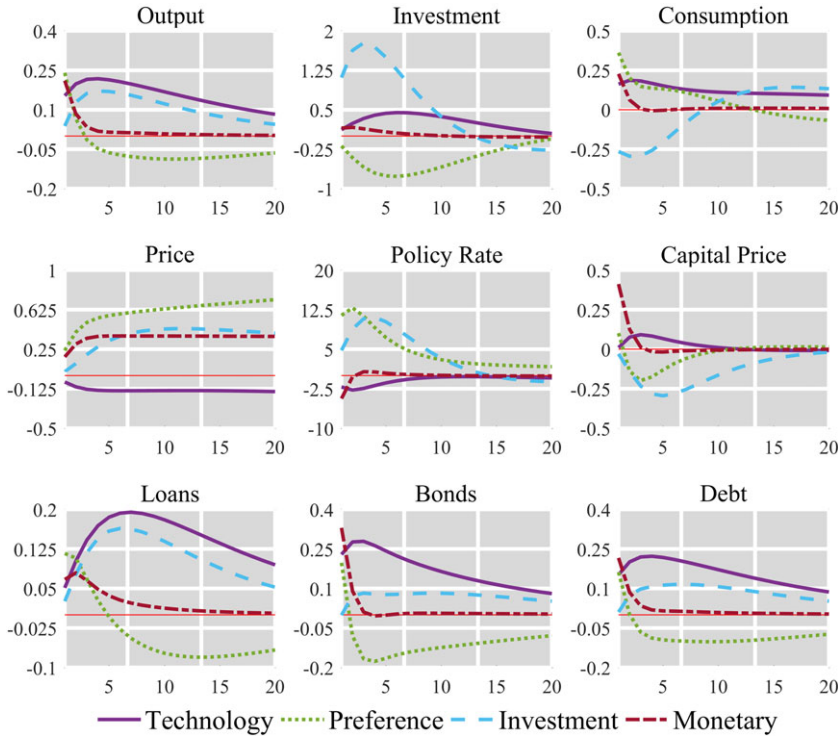 Output Investment Consumption
0.4 2 0.5
0.25 1.25 0.25
0.1 0.5 0
-0.05 -0.25 -0.25
-0.2 -1 -0.5
5 10 15 20 5 10 15 20 5 10 15 20
Price Policy Rate Capital Price
1 20 0.5
0.625 12.5 0.25
0.25 5 0
-0.125 -2.5 -0.25
-0.5 -10 -0.5
5 10 15 20 5 10 15 20 5 10 15 20
Loans Bonds Debt
0.2 0.4 0.4
0.125 0.25 0.25
0.05 0.1 0.1
-0.025 -0.05 -0.05
-0.1 -0.2 -0.2
5 10 15 20 5 10 15 20 5 10 15 20
Technology Preference Investment Monetary